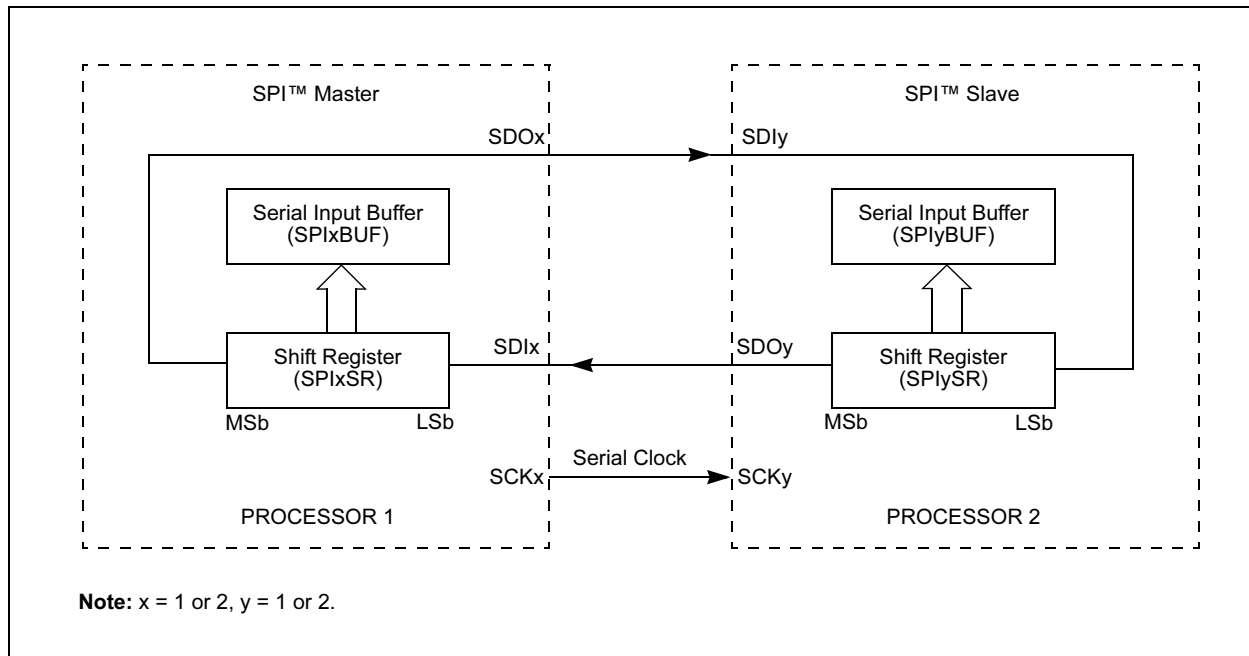 SPI™ Master
SPI™ Slave
SDOx
SDIy
Serial Input Buffer
(SPIxBUF)
Serial Input Buffer
(SPIyBUF)
SDIx
SDOy
Shift Register
(SPIxSR)
Shift Register
(SPIySR)
MSb
LSb
MSb
LSb
SCKx
Serial Clock
SCKy
PROCESSOR 1
PROCESSOR 2
Note: x = 1 or 2, y = 1 or 2.